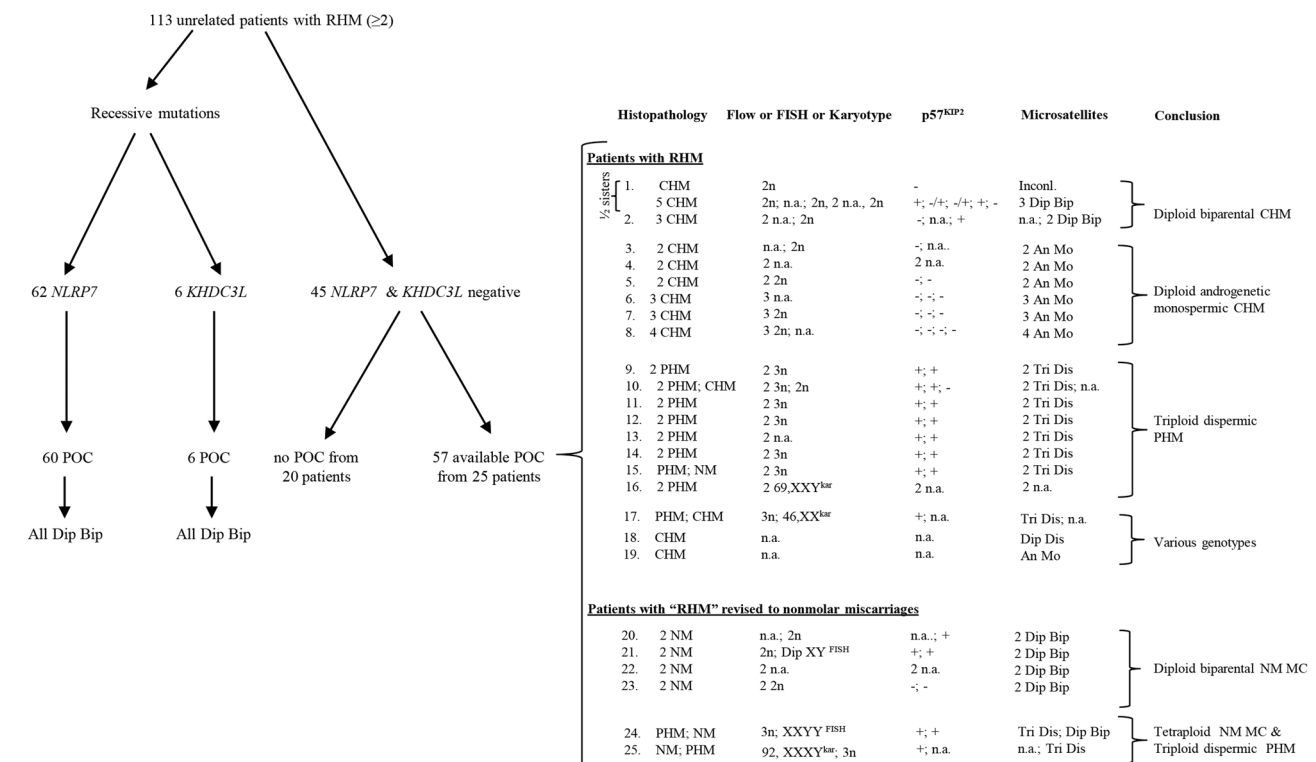 113 unrelated patients with RHM (≥2)
Recessive mutations
62 NLRP7
6 KHDC3L
45 NLRP7 & KHDC3L negative
60 POC
6 POC
no POC from
20 patients
57 available POC
from 25 patients
All Dip Bip
All Dip Bip
Histopathology Flow or FISH or Karyotype p57KIP2 Microsatellites Conclusion
Patients with RHM
½ sisters
1. CHM 2n - Inconl.
5 CHM 2n; n.a.; 2n, 2 n.a., 2n +; -/+; -/+; +; - 3 Dip Bip
2. 3 CHM 2 n.a.; 2n -; n.a.; + n.a.; 2 Dip Bip
Diploid biparental CHM
3. 2 CHM n.a.; 2n -; n.a.. 2 An Mo
4. 2 CHM 2 n.a. 2 n.a. 2 An Mo
5. 2 CHM 2 2n -; - 2 An Mo
6. 3 CHM 3 n.a. -; -; - 3 An Mo
7. 3 CHM 3 2n -; -; - 3 An Mo
8. 4 CHM 3 2n; n.a. -; -; -; - 4 An Mo
Diploid androgenetic
monospermic CHM
9. 2 PHM 2 3n +; + 2 Tri Dis
10. 2 PHM; CHM 2 3n; 2n +; +; - 2 Tri Dis; n.a.
11. 2 PHM 2 3n +; + 2 Tri Dis
12. 2 PHM 2 3n +; + 2 Tri Dis
13. 2 PHM 2 n.a. +; + 2 Tri Dis
14. 2 PHM 2 3n +; + 2 Tri Dis
15. PHM; NM 2 3n +; + 2 Tri Dis
16. 2 PHM 2 69,XXYkar 2 n.a. 2 n.a.
Triploid dispermic
PHM
17. PHM; CHM 3n; 46,XXkar +; n.a. Tri Dis; n.a.
18. CHM n.a. n.a. Dip Dis
19. CHM n.a. n.a. An Mo
Various genotypes
Patients with “RHM” revised to nonmolar miscarriages
20. 2 NM n.a.; 2n n.a..; + 2 Dip Bip
21. 2 NM 2n; Dip XY FISH +; + 2 Dip Bip
22. 2 NM 2 n.a. 2 n.a. 2 Dip Bip
23. 2 NM 2 2n -; - 2 Dip Bip
Diploid biparental NM MC
24. PHM; NM 3n; XXYY FISH +; + Tri Dis; Dip Bip
25. NM; PHM 92, XXXYkar; 3n +; n.a. n.a.; Tri Dis
Tetraploid NM MC &
Triploid dispermic PHM